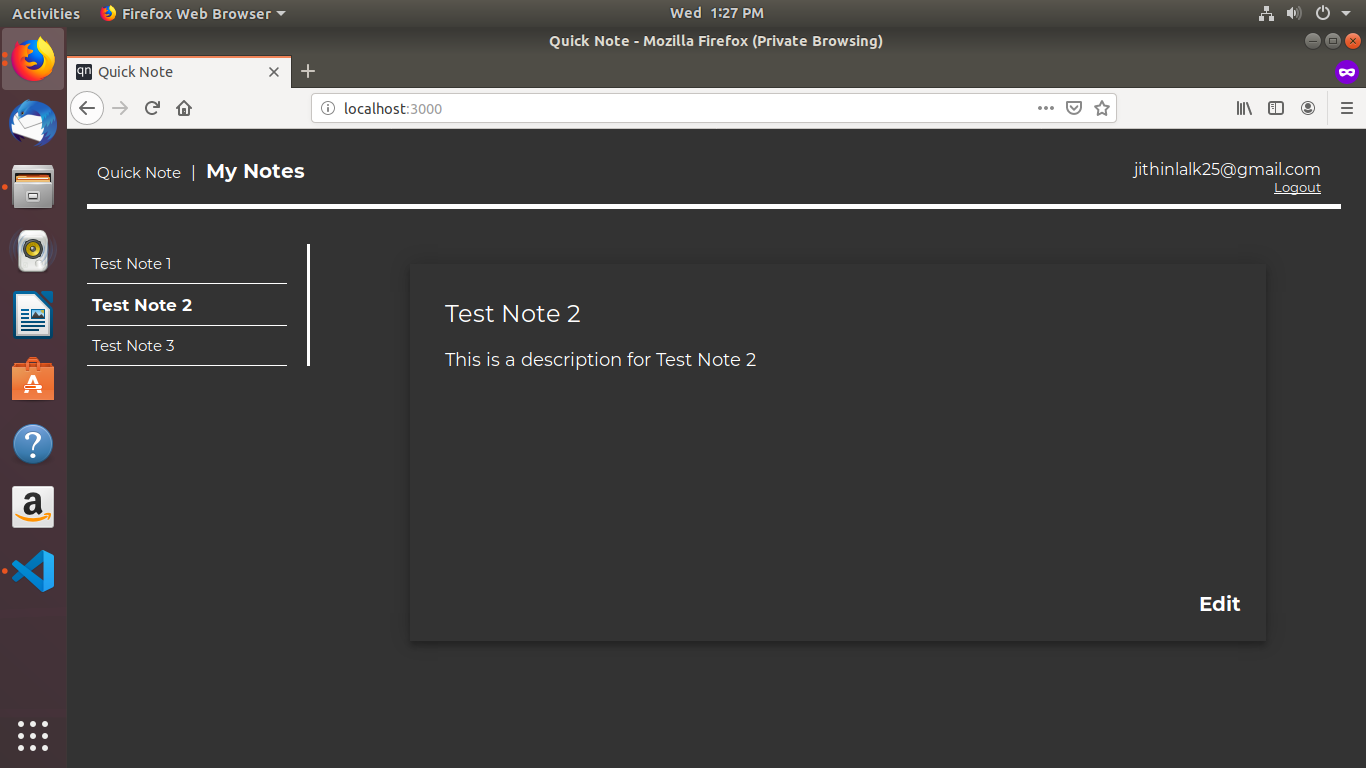 Activities Firefox Web Browser Wed 1:27 PM
Quick Note - Mozilla Firefox (Private Browsing)
qn Quick Note
localhost:3000
Quick Note | My Notes
jithinlalk25@gmail.com
Logout
Test Note 1
Test Note 2
Test Note 3
Test Note 2
This is a description for Test Note 2
Edit